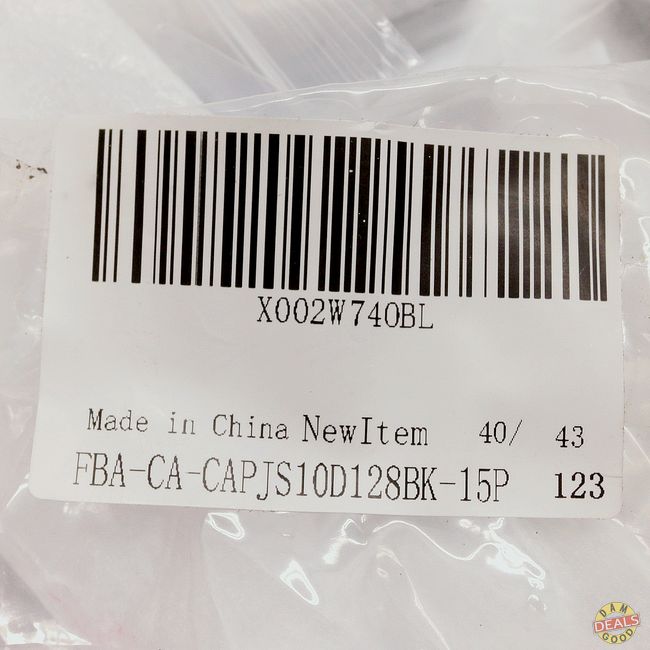 X002W740BL
Made in China NewItem 40/ 43
FBA-CA-CAPJS10D128BK-15P 123
DAM
DEALS
GOOD